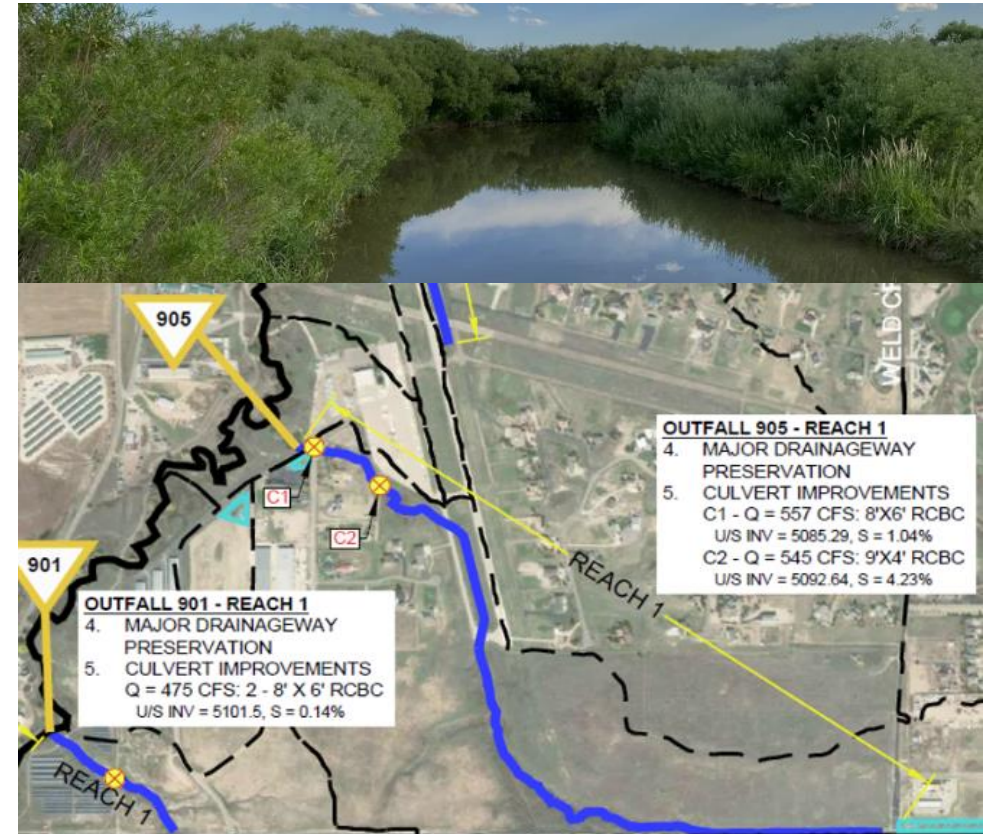 905
WELD CR
OUTFALL 905 - REACH 1
4. MAJOR DRAINAGEWAY
PRESERVATION
5. CULVERT IMPROVEMENTS
C1 - Q = 557 CFS: 8'X6' RCBC
U/S INV = 5085.29, S = 1.04%
C2 - Q = 545 CFS: 9'X4' RCBC
U/S INV = 5092.64, S = 4.23%
C1
C2
REACH 1
901
OUTFALL 901 - REACH 1
4. MAJOR DRAINAGEWAY
PRESERVATION
5. CULVERT IMPROVEMENTS
Q = 475 CFS: 2 - 8' X 6' RCBC
U/S INV = 5101.5, S = 0.14%
REACH 1